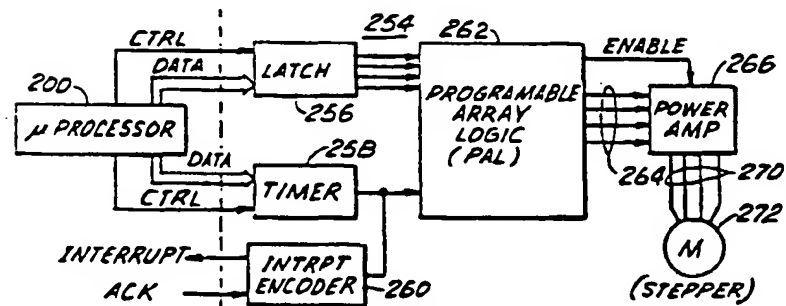 CTRL
254
262
ENABLE
DATA
LATCH
266
200
256
PROGRAMABLE
ARRAY
LOGIC
(PAL)
POWER
AMP
μ PROCESSOR
258
DATA
TIMER
264
270
CTRL
272
INTERRUPT
INTRPT
ENCODER
260
M
ACK
(STEPPER)